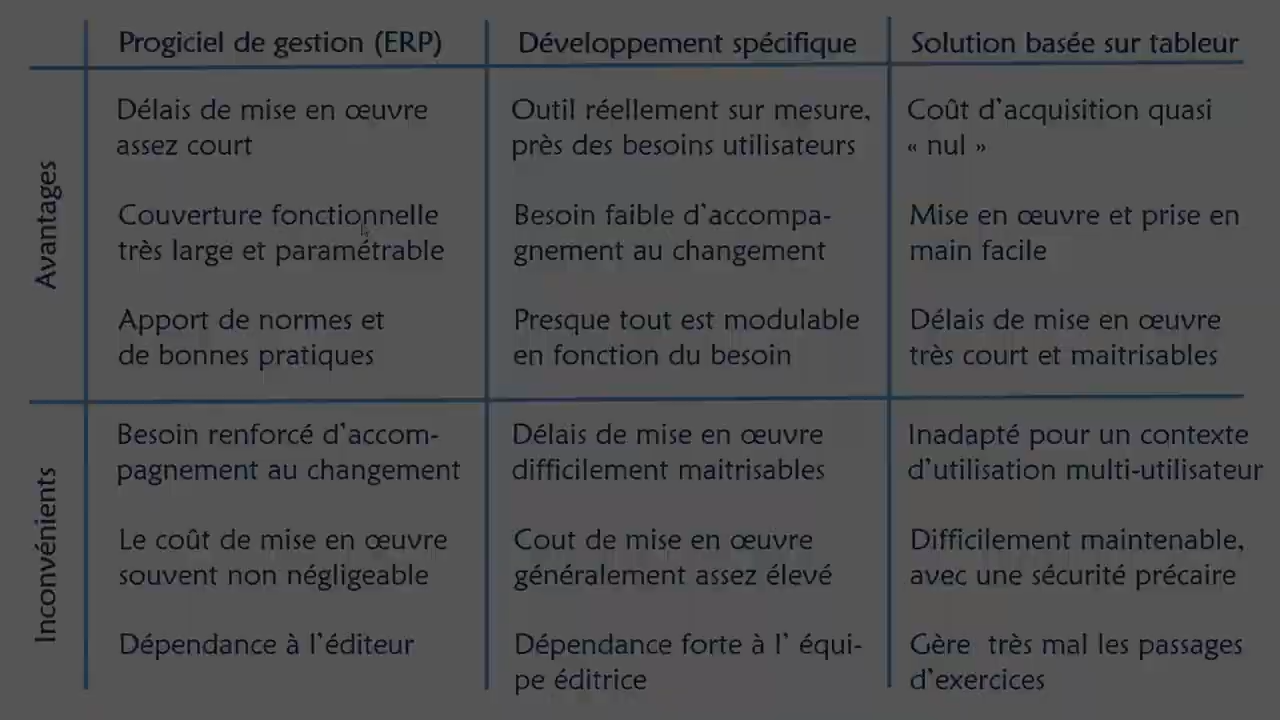 Progiciel de gestion (ERP)
Développement spécifique
Solution basée sur tableur
Avantages
Délais de mise en œuvre
assez court
Couverture fonctionnelle
très large et paramétrable
Apport de normes et
de bonnes pratiques
Outil réellement sur mesure,
près des besoins utilisateurs
Besoin faible d'accompa-
gnement au changement
Presque tout est modulable
en fonction du besoin
Coût d'acquisition quasi
« nul »
Mise en œuvre et prise en
main facile
Délais de mise en œuvre
très court et maitrisables
Inconvénients
Besoin renforcé d'accom-
pagnement au changement
Le coût de mise en œuvre
souvent non négligeable
Dépendance à l'éditeur
Délais de mise en œuvre
difficilement maitrisables
Cout de mise en œuvre
généralement assez élevé
Dépendance forte à l' équi-
pe éditrice
Inadapté pour un contexte
d'utilisation multi-utilisateur
Difficilement maintenable,
avec une sécurité précaire
Gère  très mal les passages
d'exercices